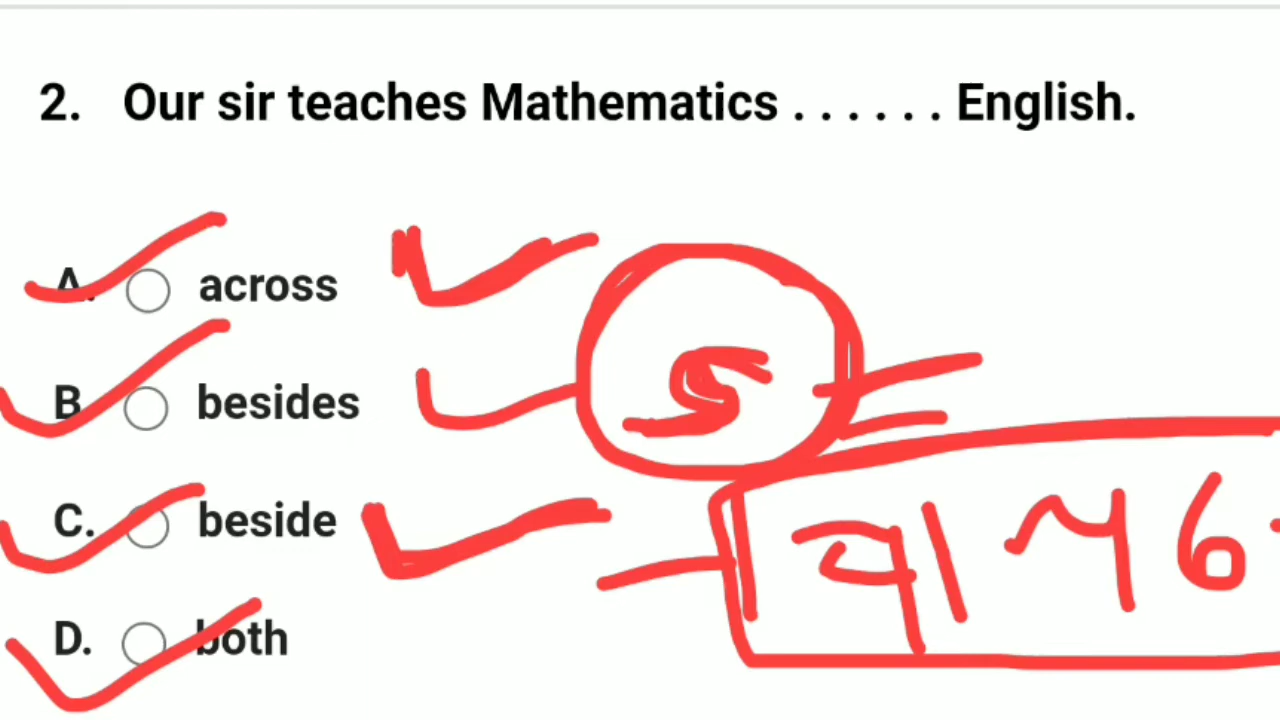 2. Our sir teaches Mathematics . . . . . . English.
A. across
B. besides
C. beside
D. both
S